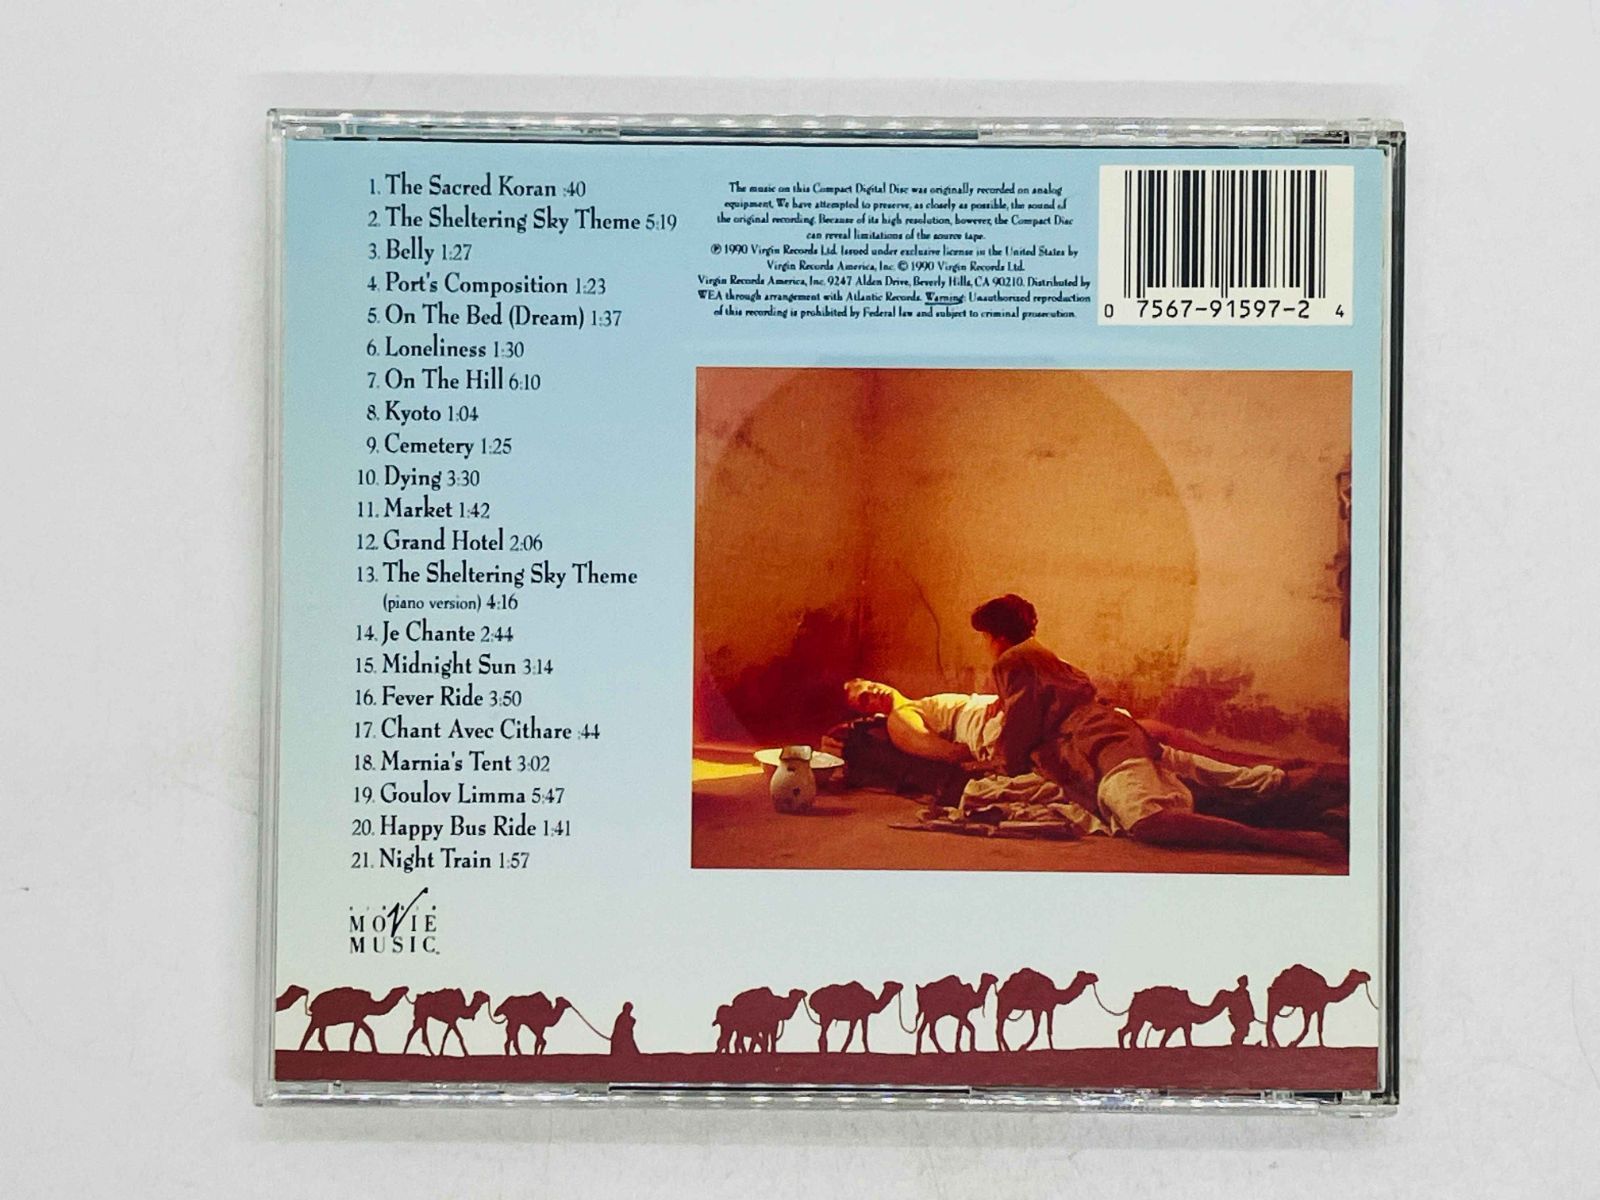 1. The Sacred Koran :40
2. The Sheltering Sky Theme 5:19
3. Belly 1:27
4. Port's Composition 1:23
5. On The Bed (Dream) 1:37
6. Loneliness 1:30
7. On The Hill 6:10
8. Kyoto 1:04
9. Cemetery 1:25
10. Dying 3:30
11. Market 1:42
12. Grand Hotel 2:06
13. The Sheltering Sky Theme
(piano version) 4:16
14. Je Chante 2:44
15. Midnight Sun 3:14
16. Fever Ride 3:50
17. Chant Avec Cithare :44
18. Marnia's Tent 3:02
19. Goulov Limma 5:47
20. Happy Bus Ride 1:41
21. Night Train 1:57
MOVIE
MUSIC
The music on this Compact Digital Disc was originally recorded on analog
equipment. We have attempted to preserve, as closely as possible, the sound of
the original recording. Because of its high resolution, however, the Compact Disc
can reveal limitations of the source tape.
℗ 1990 Virgin Records Ltd. Issued under exclusive license in the United States by
Virgin Records America, Inc. © 1990 Virgin Records Ltd.
Virgin Records America, Inc. 9247 Alden Drive, Beverly Hills, CA 90210. Distributed by
WEA through arrangement with Atlantic Records. Warning: Unauthorized reproduction
of this recording is prohibited by Federal law and subject to criminal prosecution.
0 7567-91597-2 4